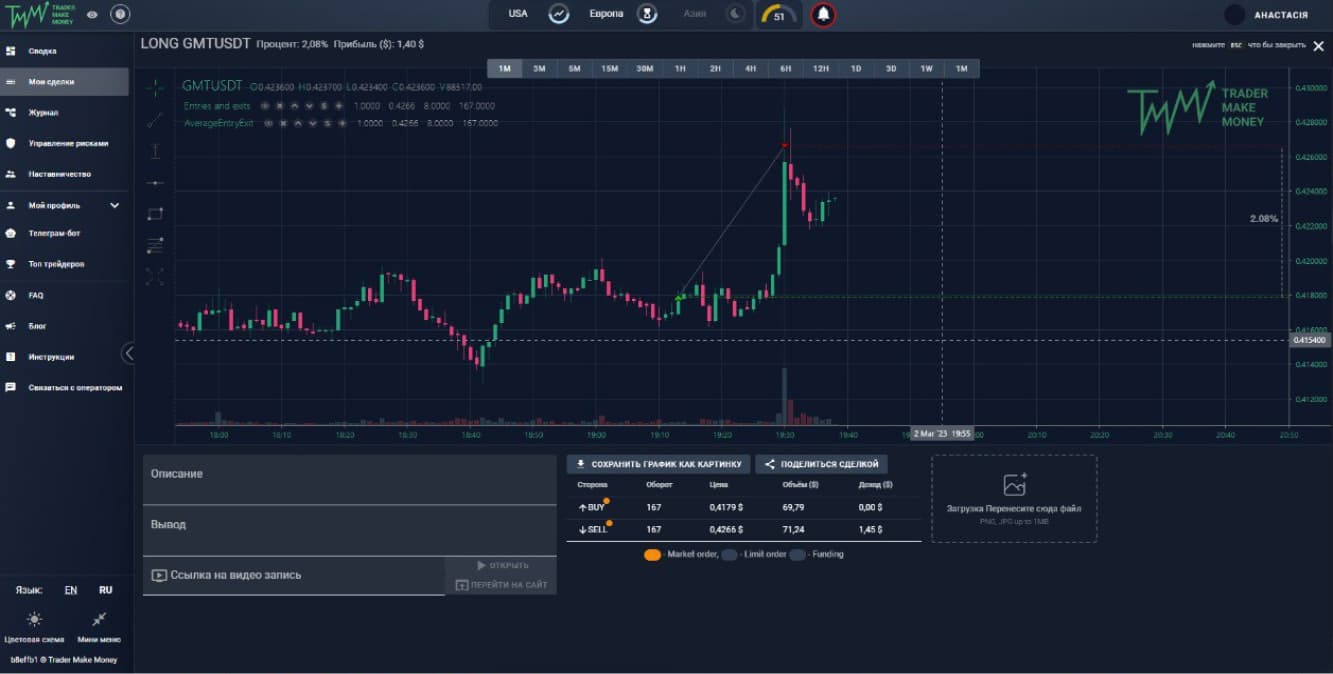 TRADER
MAKE
MONEY
USA
Европа
Азия
51
АНАСТАСІЯ
Сводка
Мои сделки
Журнал
Управление рисками
Наставничество
Мой профиль
Телеграм-бот
Топ трейдеров
FAQ
Блог
Инструкции
Связаться с оператором
Язык: EN RU
Цветовая схема Мини меню
b8effb1 © Trader Make Money
LONG GMTUSDT Процент: 2,08% Прибыль ($): 1,40 $
нажмите ESC что бы закрыть
1M 3M 5M 15M 30M 1H 2H 4H 6H 12H 1D 3D 1W 1M
GMTUSDT O0.423600 H0.423700 L0.423400 C0.423600 V88317.00
Entries and exits 1.0000 0.4266 8.0000 167.0000
AverageEntryExit 1.0000 0.4266 8.0000 167.0000
TRADER
MAKE
MONEY
0.430000
0.428000
0.426000
0.424000
2.08%
0.422000
0.420000
0.418000
0.416000
0.415400
0.414000
0.412000
18:00 18:10 18:20 18:30 18:40 18:50 19:00 19:10 19:20 19:30 19:40 2 Mar '23 19:55 20:10 20:20 20:30 20:40 20:50
Описание
Вывод
Ссылка на видео запись
ОТКРЫТЬ
ПЕРЕЙТИ НА САЙТ
СОХРАНИТЬ ГРАФИК КАК КАРТИНКУ
ПОДЕЛИТЬСЯ СДЕЛКОЙ
Сторона Оборот Цена Объём ($) Доход ($)
BUY 167 0,4179 $ 69,79 0,00 $
SELL 167 0,4266 $ 71,24 1,45 $
- Market order, - Limit order - Funding
Загрузка Перенесите сюда файл
PNG, JPG up to 1MB